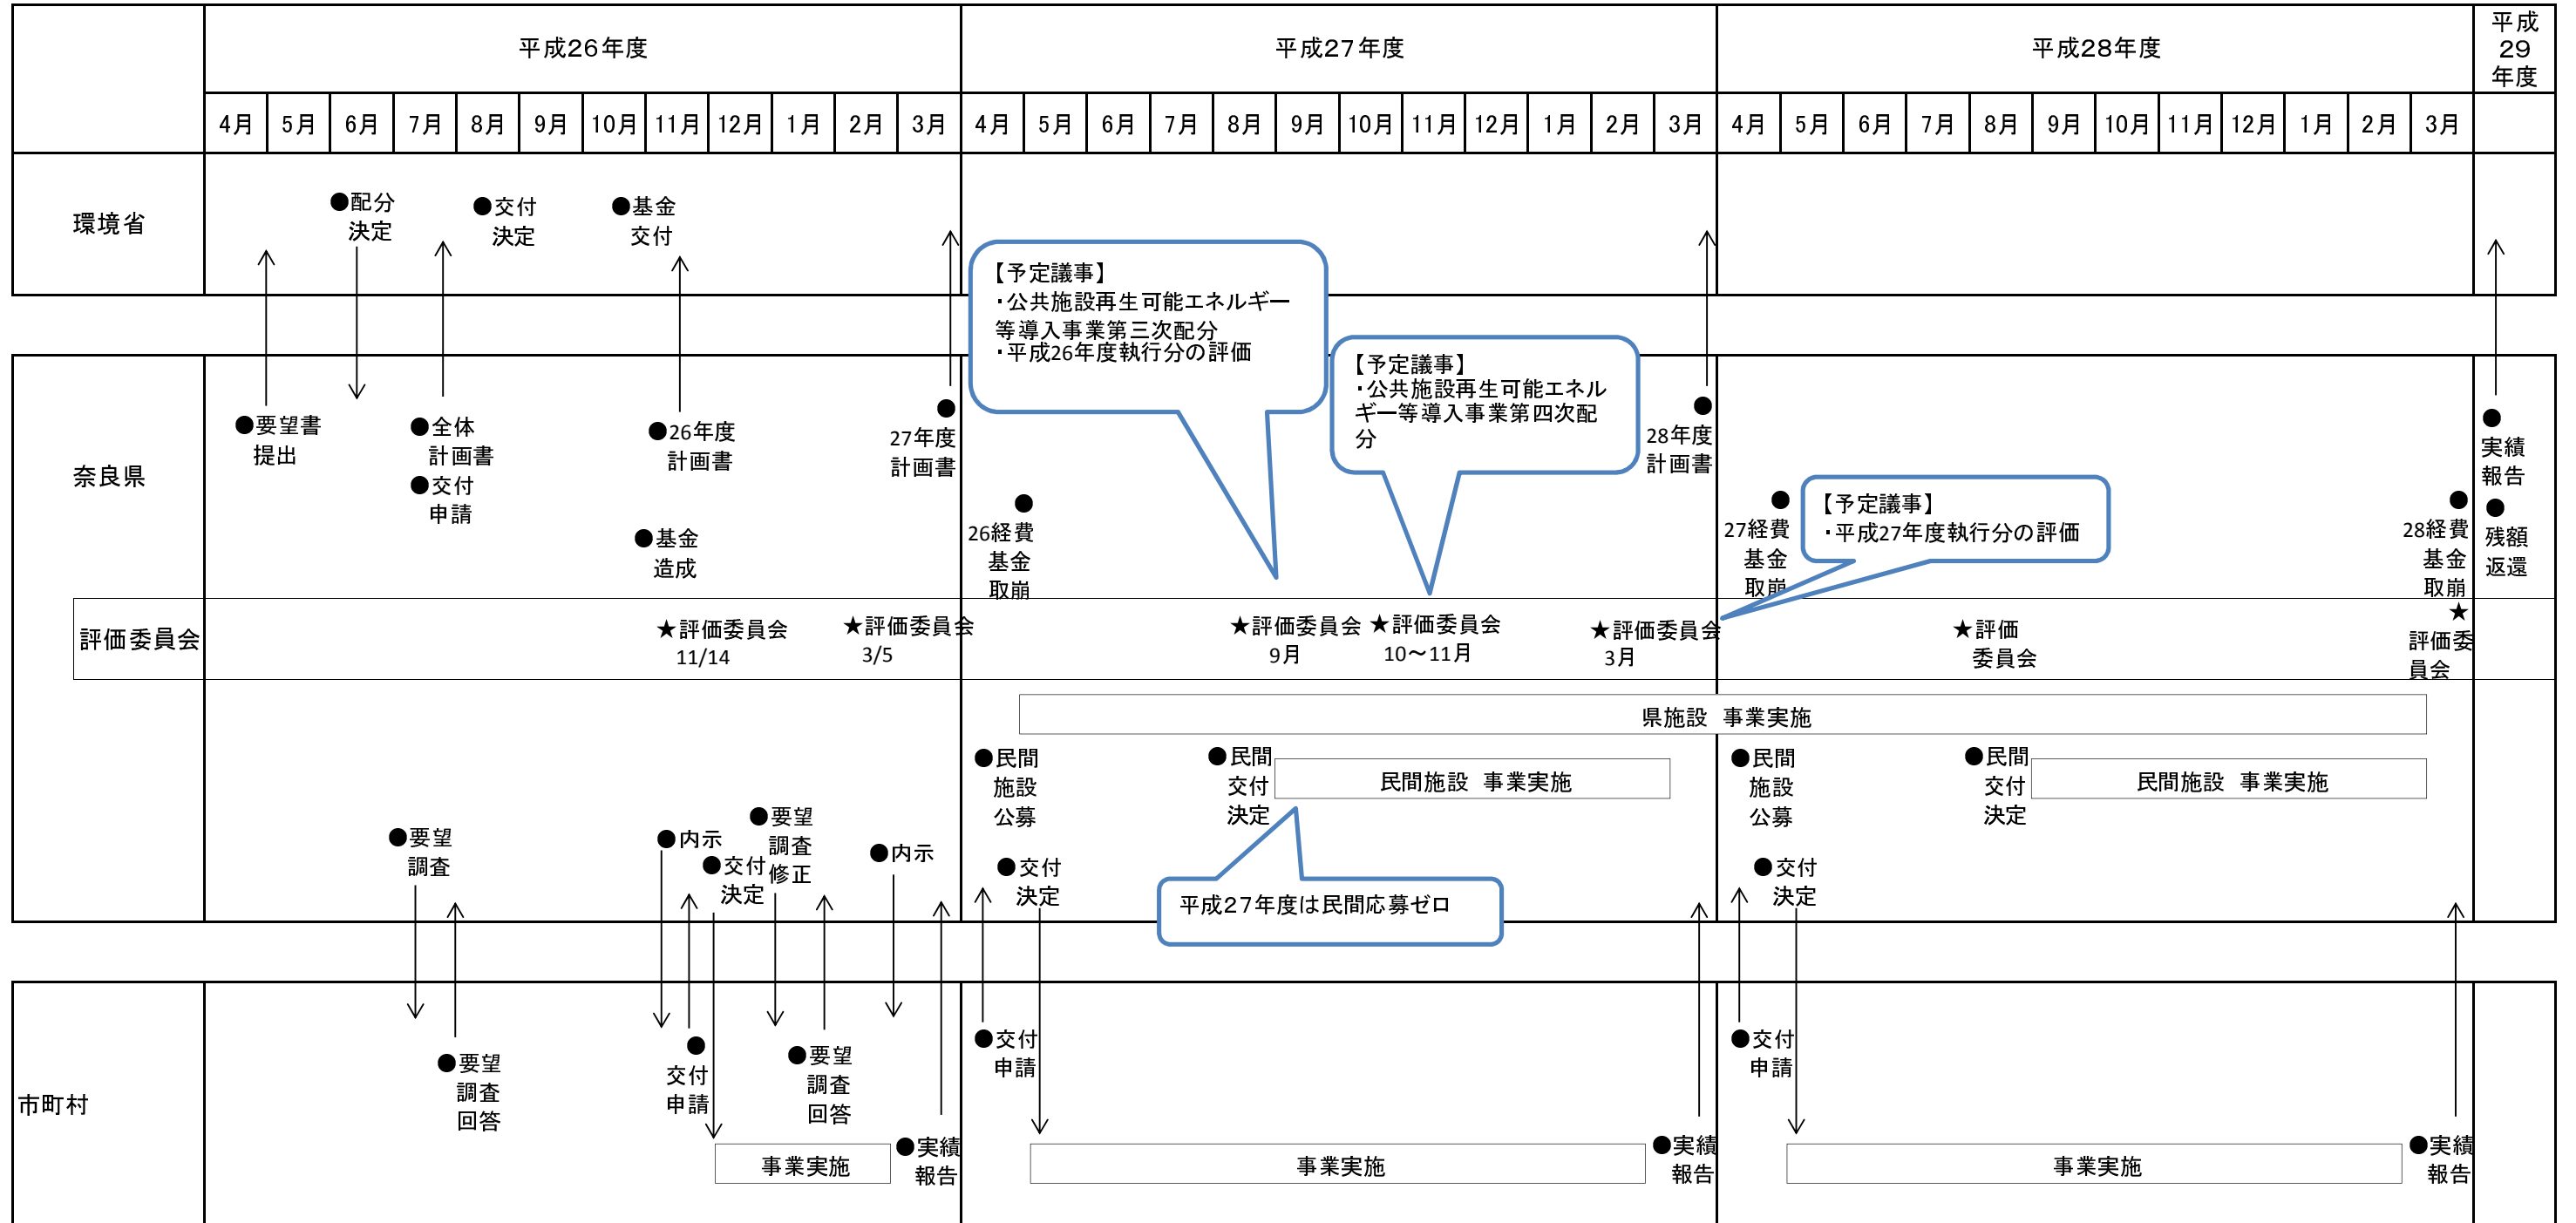 平成26年度
平成27年度
平成28年度
平成
29
年度
4月 5月 6月 7月 8月 9月 10月 11月 12月 1月 2月 3月 4月 5月 6月 7月 8月 9月 10月 11月 12月 1月 2月 3月 4月 5月 6月 7月 8月 9月 10月 11月 12月 1月 2月 3月
環境省
●配分
決定
●交付
決定
●基金
交付
【予定議事】
・公共施設再生可能エネルギー
等導入事業第三次配分
・平成26年度執行分の評価
【予定議事】
・公共施設再生可能エネル
ギー等導入事業第四次配
分
【予定議事】
・平成27年度執行分の評価
奈良県
●要望書
提出
●全体
計画書
●交付
申請
●26年度
計画書
●基金
造成
●
27年度
計画書
●
26経費
基金
取崩
●
28年度
計画書
●
27経費
基金
取崩
●
28経費
基金
取崩
●
実績
報告
●
残額
返還
評価委員会
★評価委員会
11/14
★評価委員会
3/5
★評価委員会
9月
★評価委員会
10～11月
★評価委員会
3月
★評価
委員会
★
評価委
員会
県施設 事業実施
●民間
施設
公募
●民間
交付
決定
民間施設 事業実施
●民間
施設
公募
●民間
交付
決定
民間施設 事業実施
●要望
調査
●内示
●交付
決定
●要望
調査
修正
●内示
●交付
決定
平成27年度は民間応募ゼロ
●交付
決定
市町村
●要望
調査
回答
●
交付
申請
●要望
調査
回答
事業実施
●実績
報告
●交付
申請
事業実施
●実績
報告
●交付
申請
事業実施
●実績
報告